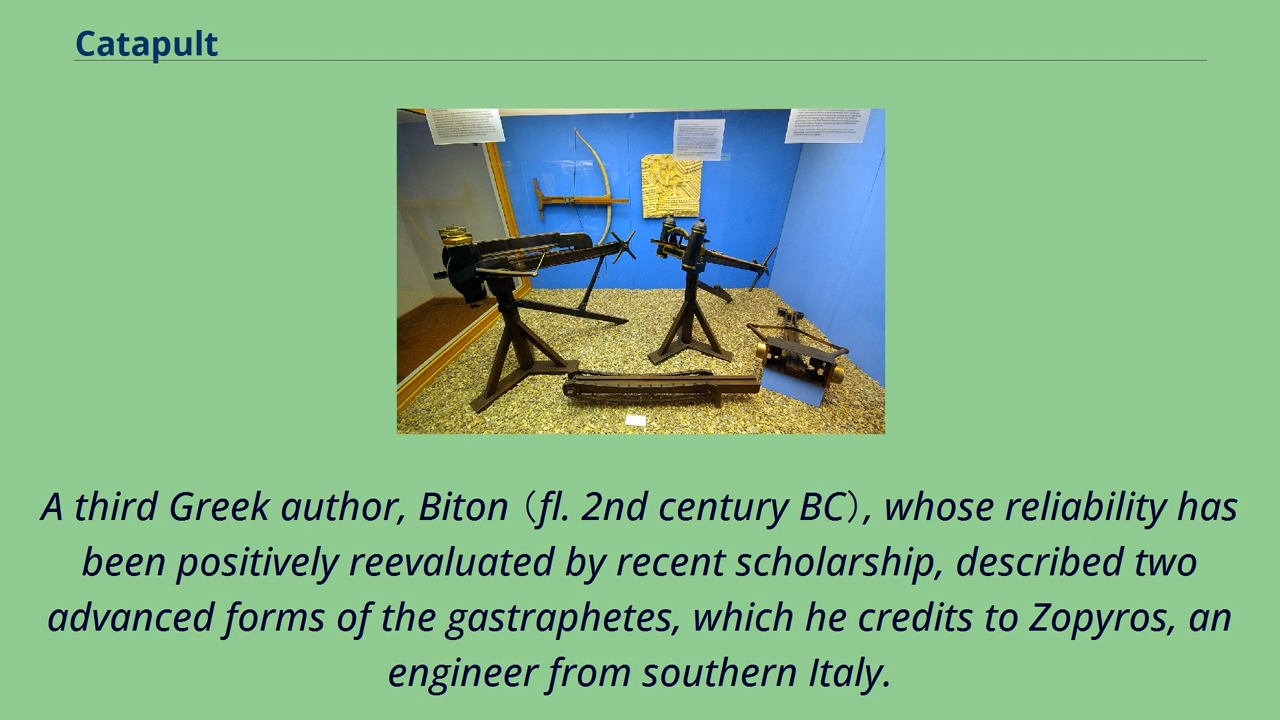 Catapult
A third Greek author, Biton（fl. 2nd century BC）, whose reliability has
been positively reevaluated by recent scholarship, described two
advanced forms of the gastraphetes, which he credits to Zopyros, an
engineer from southern Italy.